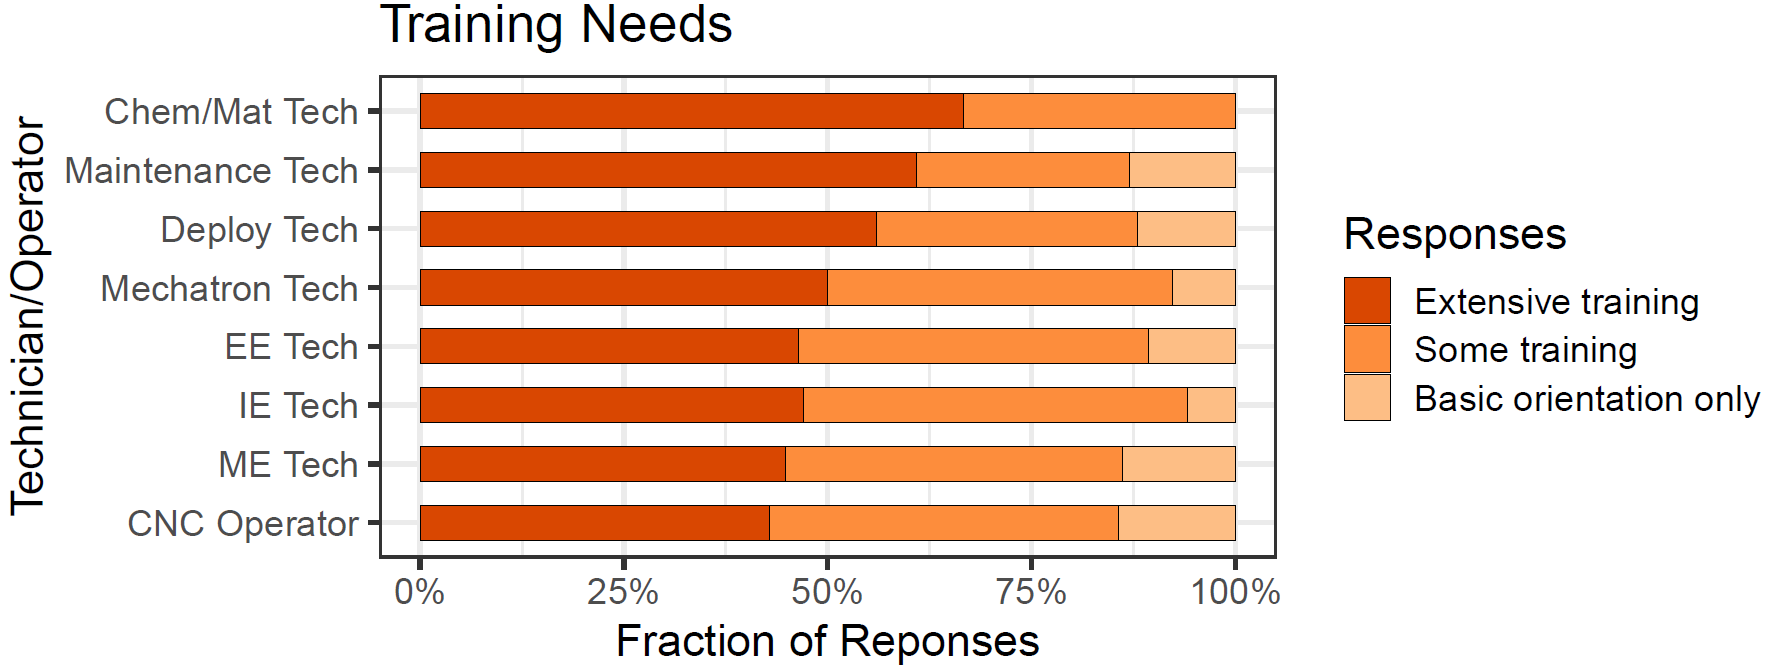 Training Needs
Technician/Operator
Chem/Mat Tech
Maintenance Tech
Deploy Tech
Mechatron Tech
EE Tech
IE Tech
ME Tech
CNC Operator
0% 25% 50% 75% 100%
Fraction of Reponses
Responses
Extensive training
Some training
Basic orientation only